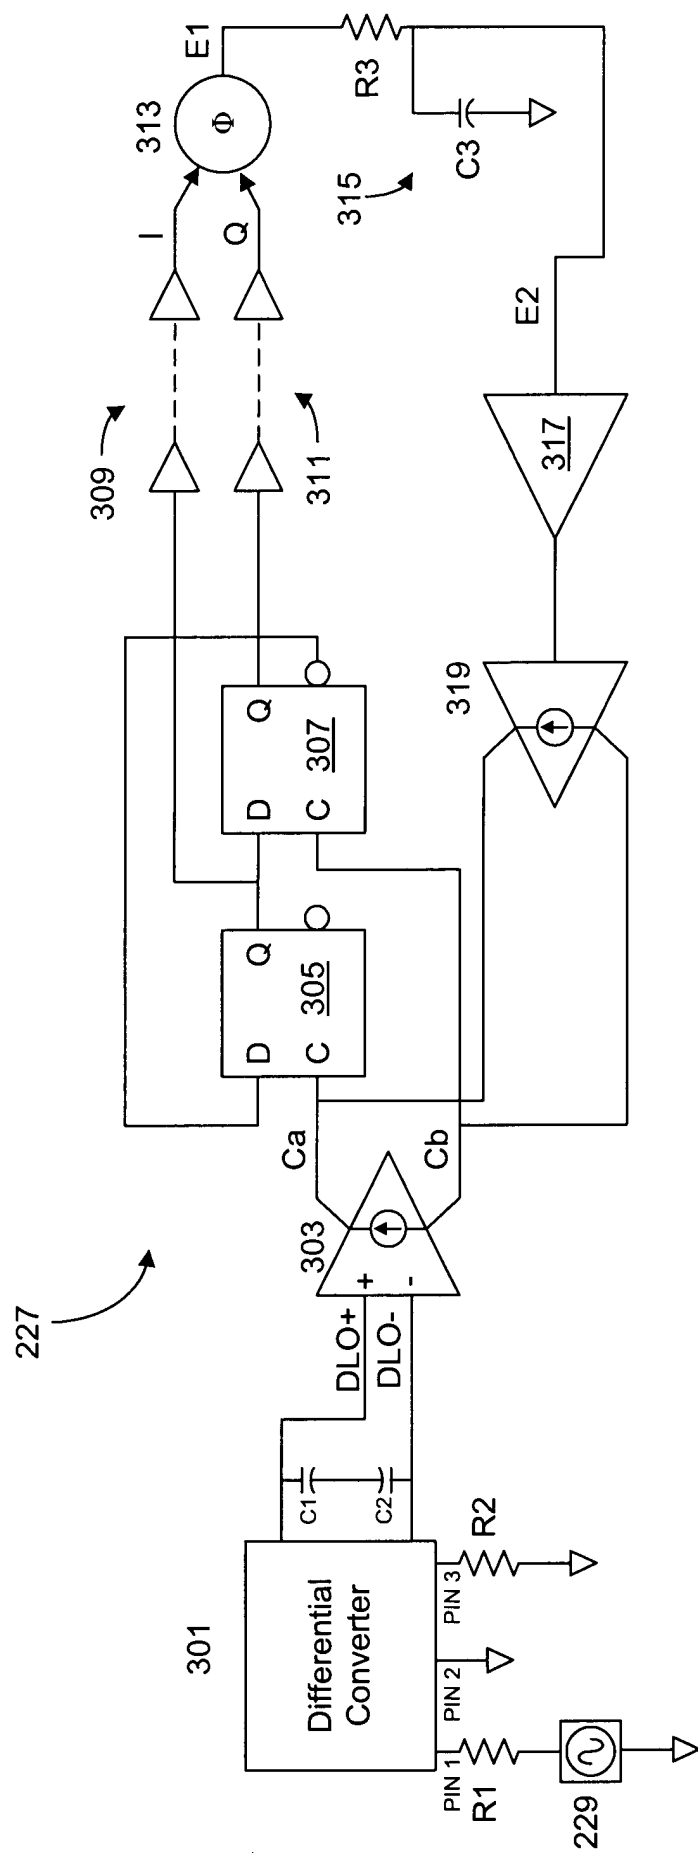 227
301
Differential
Converter
PIN 1
PIN 2
PIN 3
R1
R2
229
C1
C2
DLO+
DLO-
303
+
-
Ca
Cb
D
Q
C
305
D
Q
C
307
309
311
I
Q
313
Φ
E1
R3
C3
315
E2
317
319